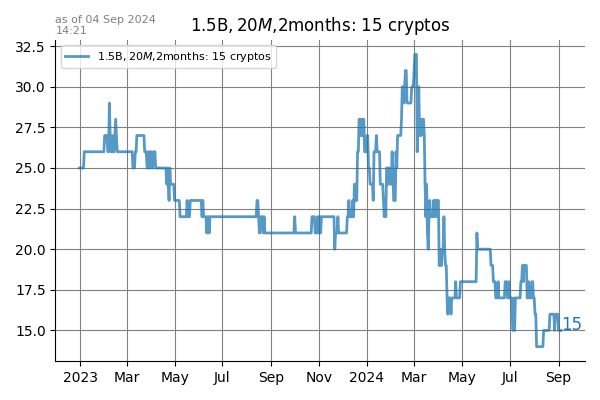 as of 04 Sep 2024
14:21
1.5B, 20M,2months: 15 cryptos
1.5B, 20M,2months: 15 cryptos
32.5
30.0
27.5
25.0
22.5
20.0
17.5
15.0
15
2023 Mar May Jul Sep Nov 2024 Mar May Jul Sep